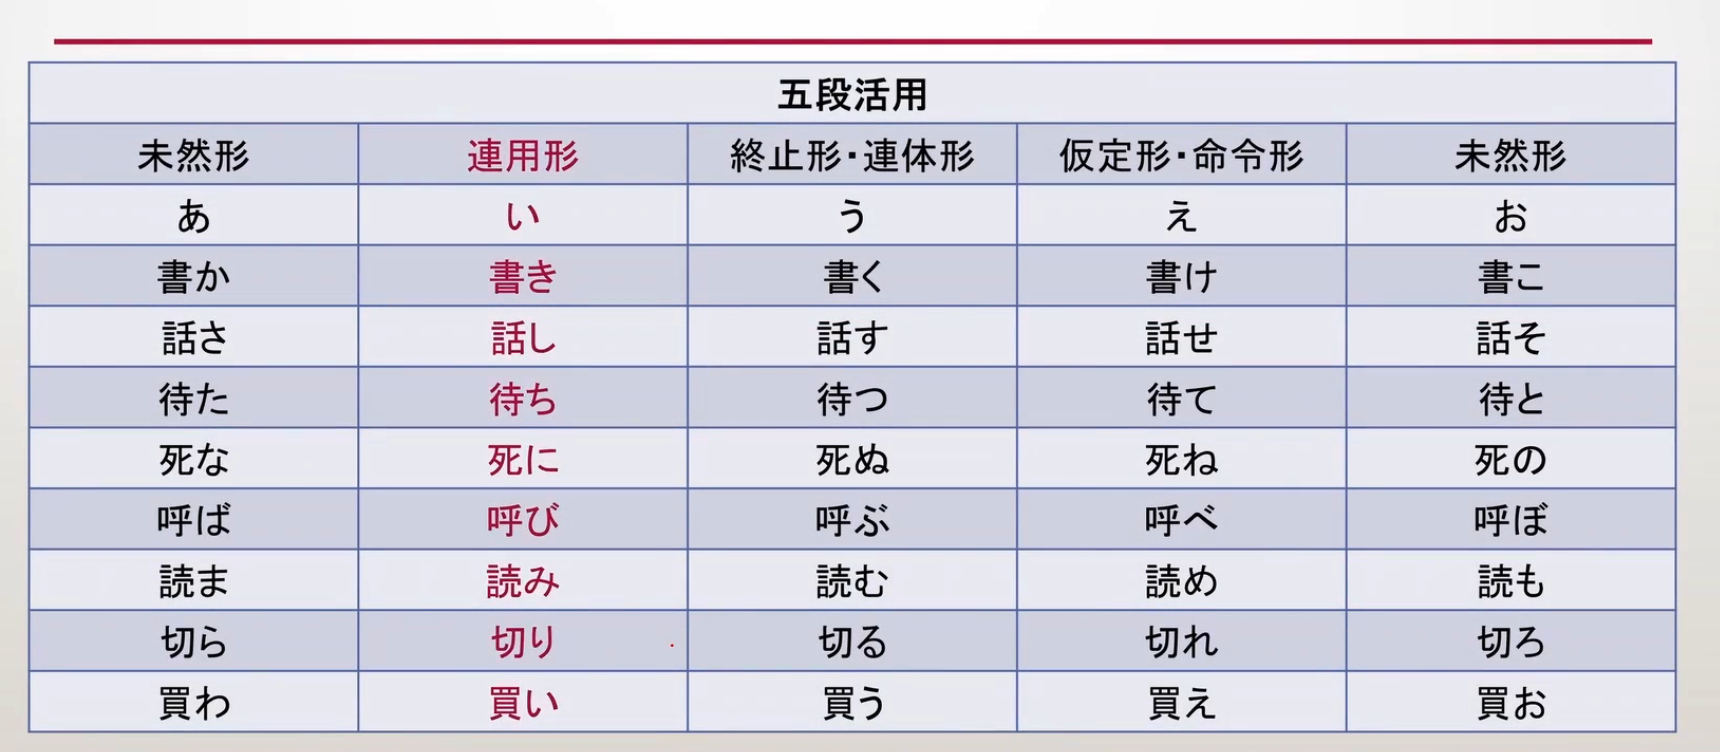 五段活用
未然形 連用形 終止形・連体形 仮定形・命令形 未然形
あ い う え お
書か 書き 書く 書け 書こ
話さ 話し 話す 話せ 話そ
待た 待ち 待つ 待て 待と
死な 死に 死ぬ 死ね 死の
呼ば 呼び 呼ぶ 呼べ 呼ぼ
読ま 読み 読む 読め 読も
切ら 切り 切る 切れ 切ろ
買わ 買い 買う 買え 買お